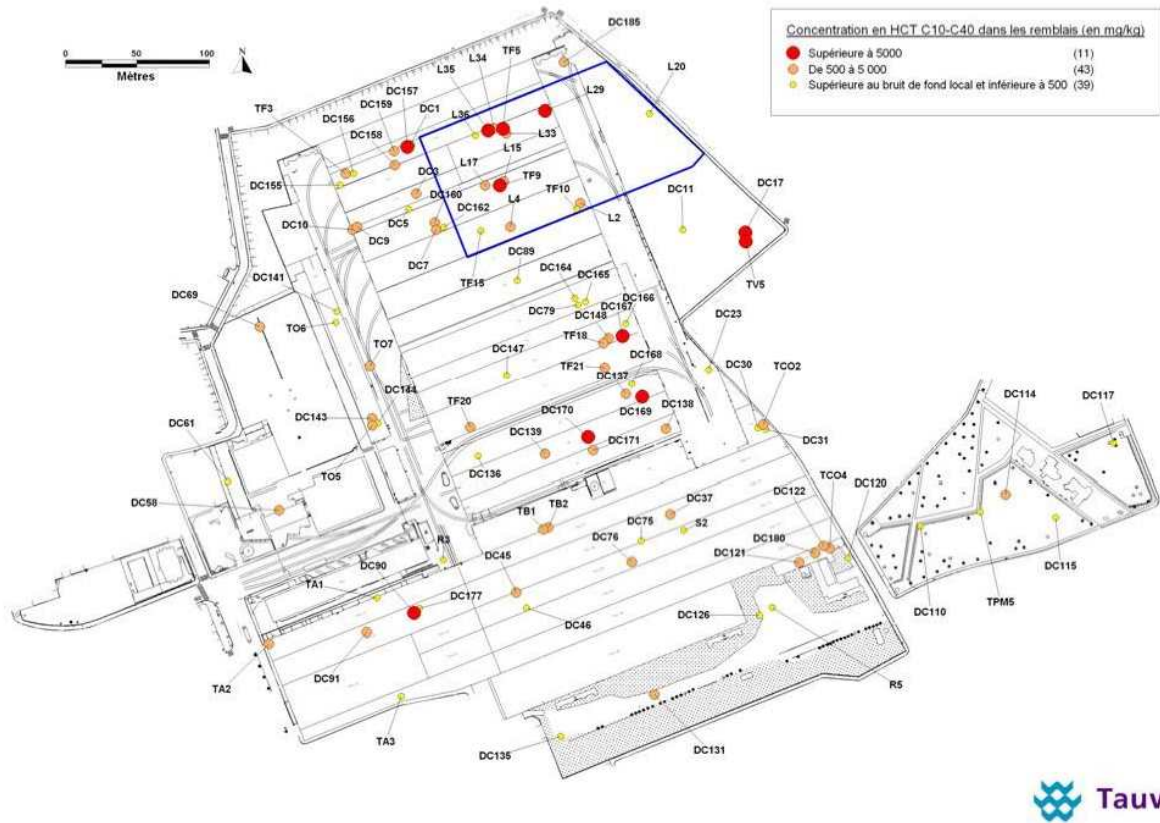 DC185
Concentration en HCT C10-C40 dans les remblais (en mg/kg)
Supérieure à 5000 (11)
De 500 à 5 000 (43)
Supérieure au bruit de fond local et inférieure à 500 (39)
0 50 100
Mètres
N
L34 TF5
L35
L20
DC157
DC159 DC1
L29
TF3
DC156
L36
DC158
L33
L15
L17
DC3
TF9
DC155
DC160
TF10
DC11
DC17
DC162 L4
L2
DC5
DC10
DC9
DC7
DC89
TV5
TF15
DC141
DC164
DC165
DC69
DC79
DC166
DC167
DC148
DC23
TO6
TF18
TO7
DC147
DC168
TF21
DC30
TCO2
DC137
DC144
DC114
DC117
TF20
DC170
DC169 DC138
DC143
DC61
DC139
DC171
DC31
DC136
TO5
TCO4
DC120
DC58
DC122
TB1 TB2
DC37
R3
DC75
S2
DC180
DC45
DC76
DC121
DC90
TA1
DC115
DC177
DC46
DC126
DC110
TPM5
TA2
DC91
R5
TA3
DC135
DC131
Tauv